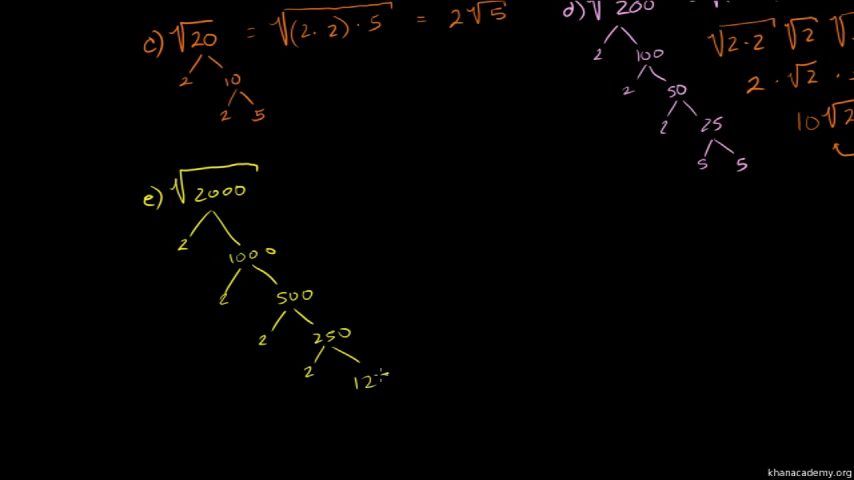 c) √20 = √(2·2)·5 = 2√5
2 10
2 5
d) √200
2 100
2 50
2 25
5 5
√2·2 √2 √
2 · √2 ·
10√2
e) √2000
2 1000
2 500
2 250
2 12
khanacademy.org